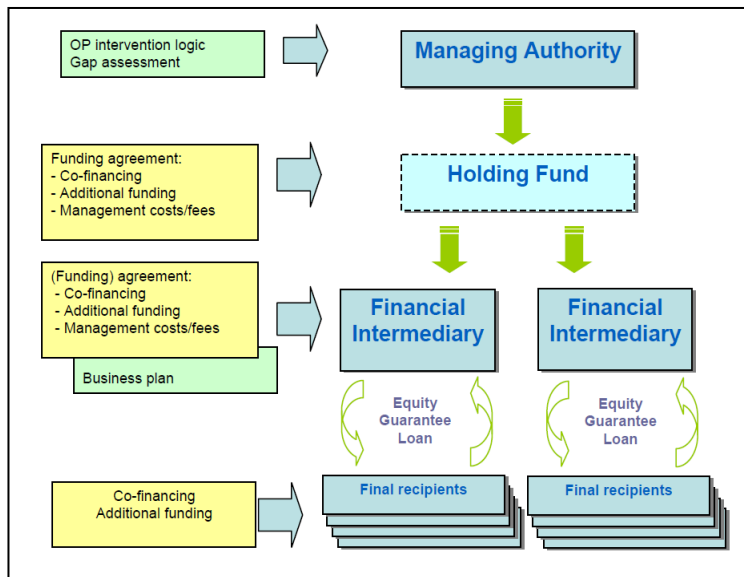 OP intervention logic
Gap assessment
Managing Authority
Funding agreement:
- Co-financing
- Additional funding
- Management costs/fees
Holding Fund
(Funding) agreement:
- Co-financing
- Additional funding
- Management costs/fees
Business plan
Financial
Intermediary
Financial
Intermediary
Equity
Guarantee
Loan
Equity
Guarantee
Loan
Co-financing
Additional funding
Final recipients
Final recipients